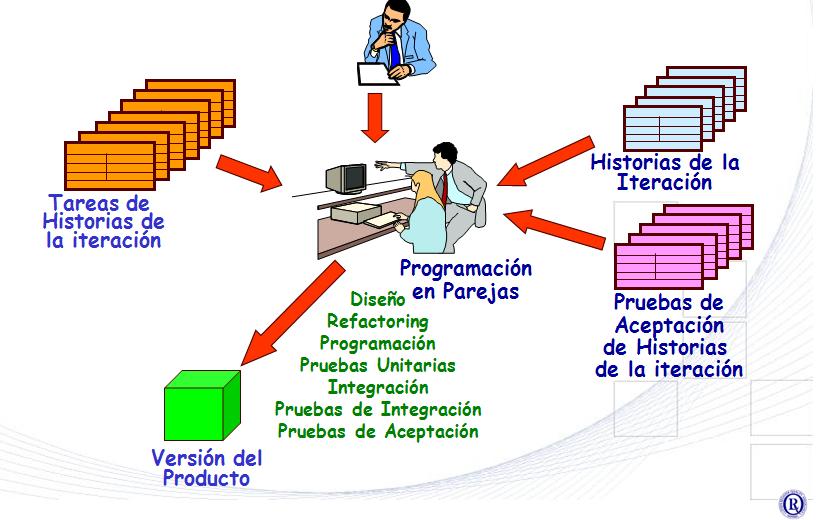 Tareas de
Historias de
la iteración
Historias de la
Iteración
Programación
en Parejas
Pruebas de
Aceptación
de Historias
de la iteración
Diseño
Refactoring
Programación
Pruebas Unitarias
Integración
Pruebas de Integración
Pruebas de Aceptación
Versión del
Producto